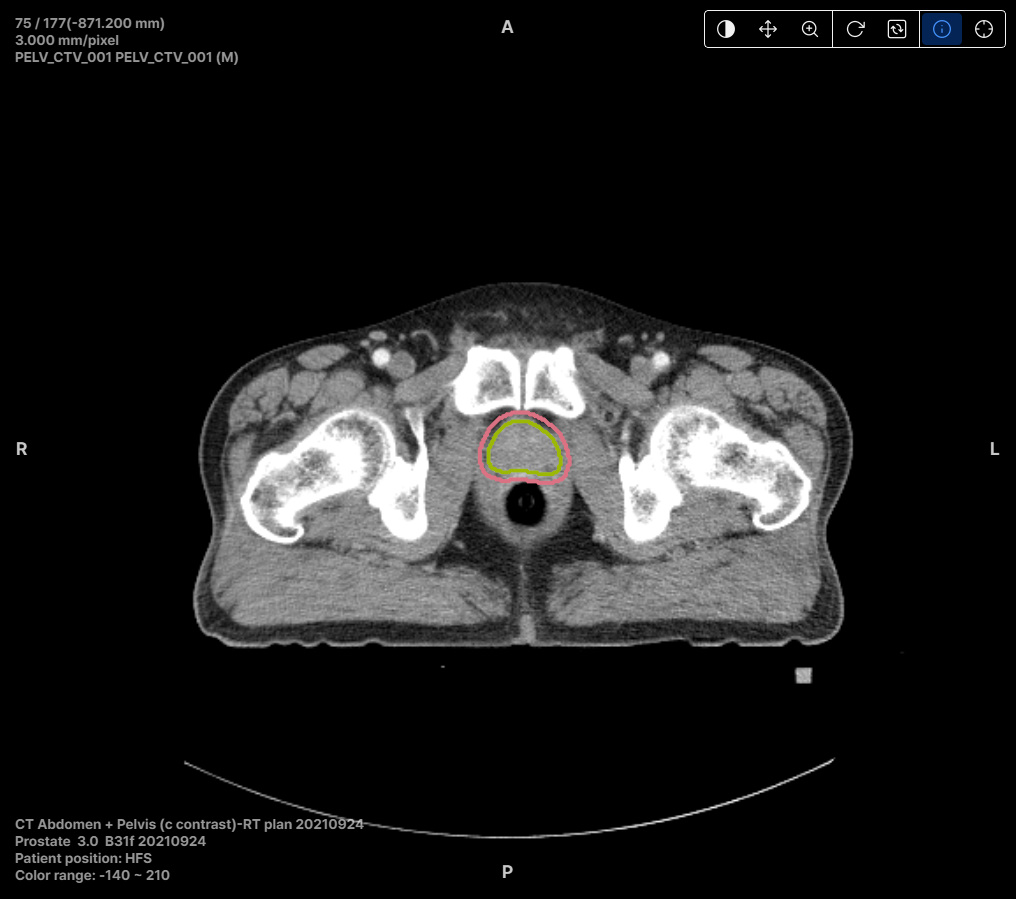 75 / 177(-871.200 mm)
3.000 mm/pixel
PELV_CTV_001 PELV_CTV_001 (M)
A
R
L
CT Abdomen + Pelvis (c contrast)-RT plan 20210924
Prostate  3.0  B31f 20210924
Patient position: HFS
Color range: -140 ~ 210
P